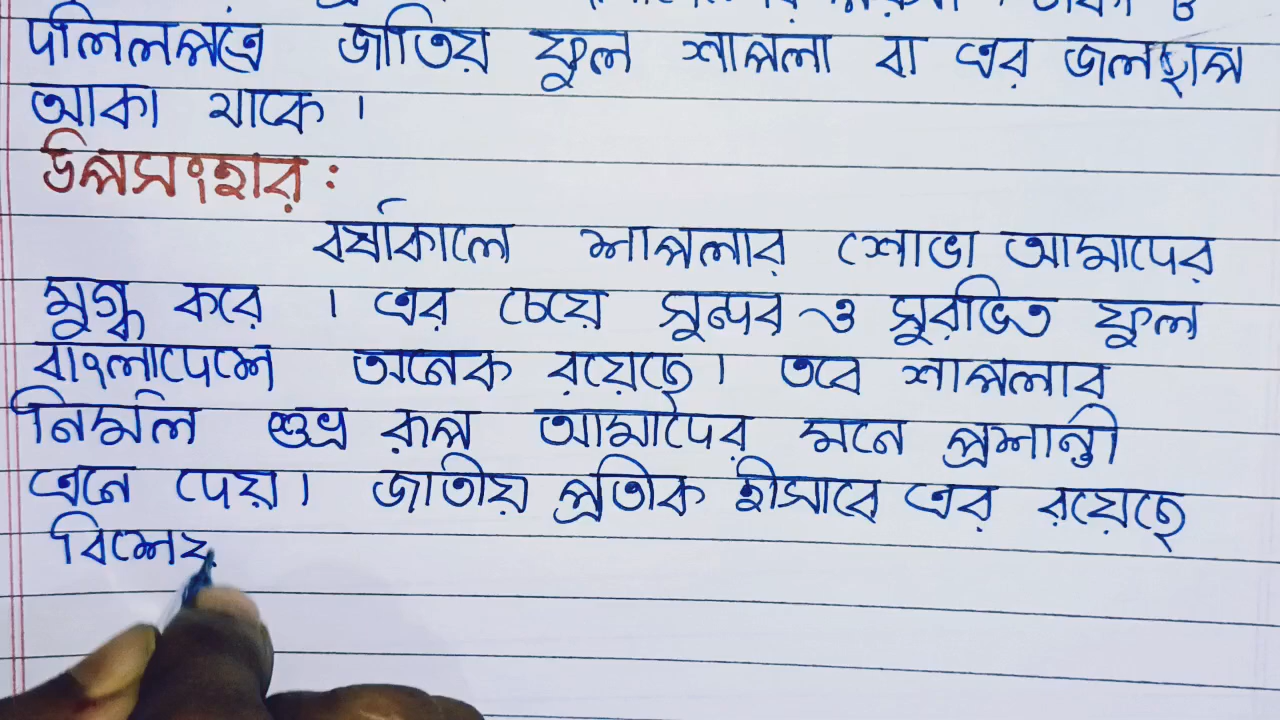 দলিলপত্রে জাতিয় ফুল শাপলা বা এর জলছাপ
আকা থাকে ।
উপসংহার :
বর্ষাকালে শাপলার শোভা আমাদের
মুগ্ধ করে । এর চেয়ে সুন্দর ও সুরভিত ফুল
বাংলাদেশে অনেক রয়েছে। তবে শাপলার
নির্মল শুভ্র রূপ আমাদের মনে প্রশান্তী
এনে দেয়। জাতীয় প্রতীক হীসাবে এর রয়েছে
বিশেষ